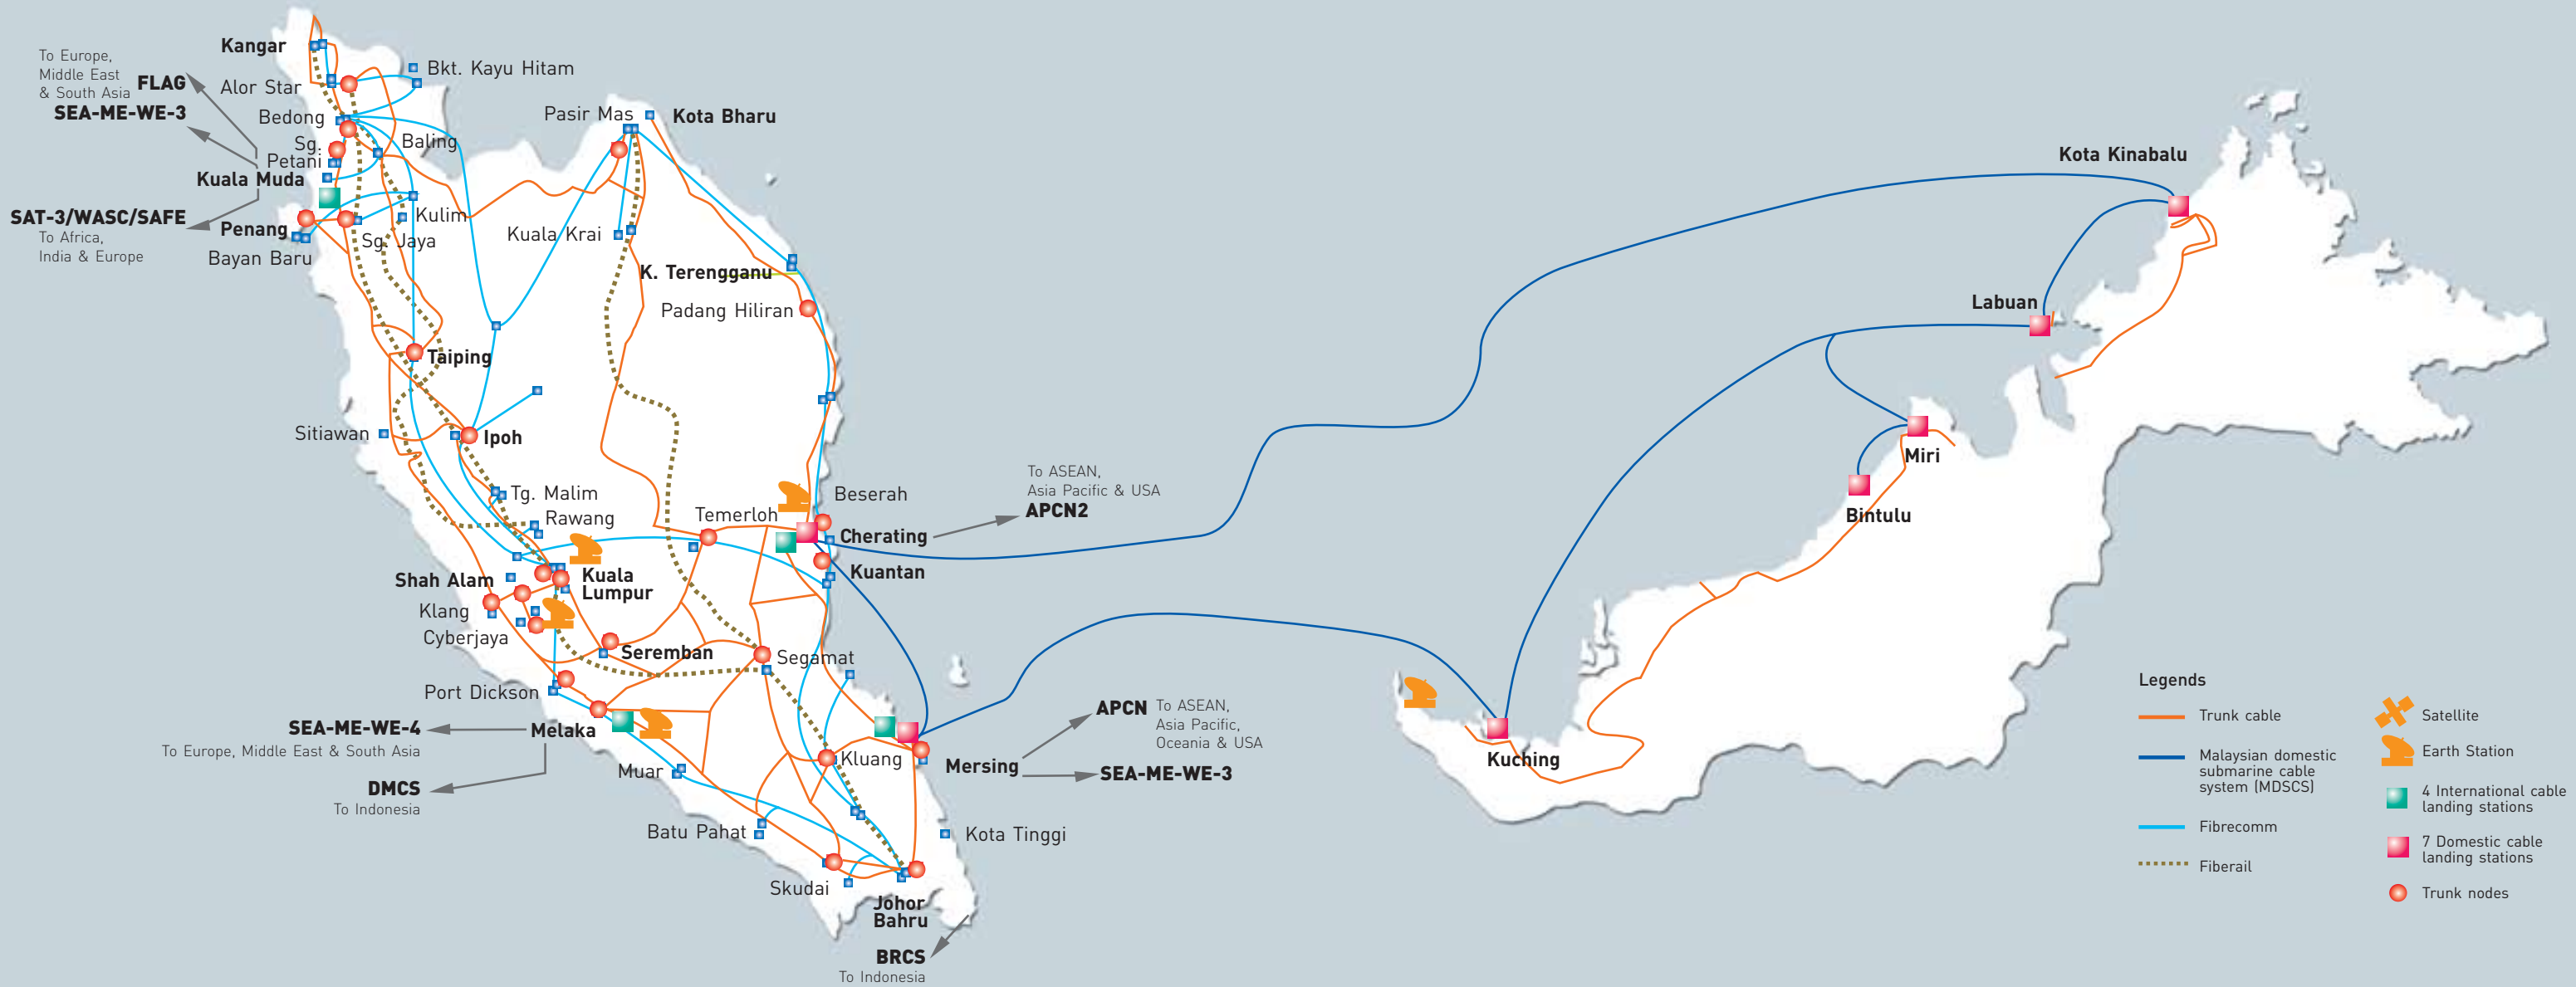 Kangar
To Europe,
Middle East
& South Asia
FLAG
SEA-ME-WE-3
Alor Star
Bkt. Kayu Hitam
Bedong
Sg.
Petani
Baling
Kuala Muda
SAT-3/WASC/SAFE
To Africa,
India & Europe
Penang
Kulim
Sg. Jaya
Bayan Baru
Pasir Mas
Kota Bharu
Kuala Krai
K. Terengganu
Padang Hiliran
Taiping
Sitiawan
Ipoh
Tg. Malim
Rawang
Temerloh
Beserah
Cherating
To ASEAN,
Asia Pacific & USA
APCN2
Kuantan
Shah Alam
Kuala
Lumpur
Klang
Cyberjaya
Seremban
Segamat
Port Dickson
SEA-ME-WE-4
To Europe, Middle East & South Asia
Melaka
DMCS
To Indonesia
Muar
Kluang
Mersing
APCN
To ASEAN,
Asia Pacific,
Oceania & USA
SEA-ME-WE-3
Batu Pahat
Kota Tinggi
Skudai
Johor
Bahru
BRCS
To Indonesia
Kota Kinabalu
Labuan
Miri
Bintulu
Kuching
Legends
Trunk cable
Malaysian domestic
submarine cable
system (MDSCS)
Fibrecomm
Fiberail
Satellite
Earth Station
4 International cable
landing stations
7 Domestic cable
landing stations
Trunk nodes